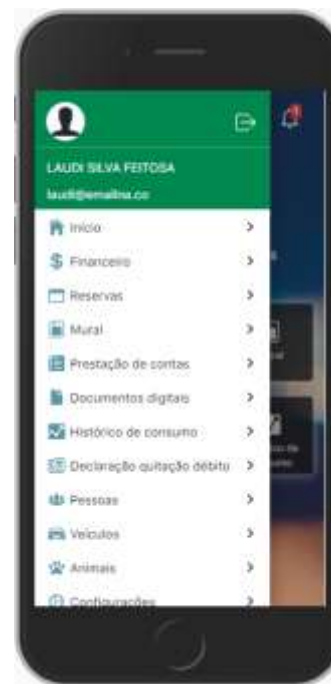 LAUDI SILVA FEITOSA
laudi@emailna.co
Início
Financeiro
Reservas
Mural
Prestação de contas
Documentos digitais
Histórico de consumo
Declaração quitação débito
Pessoas
Veículos
Animais
Configurações